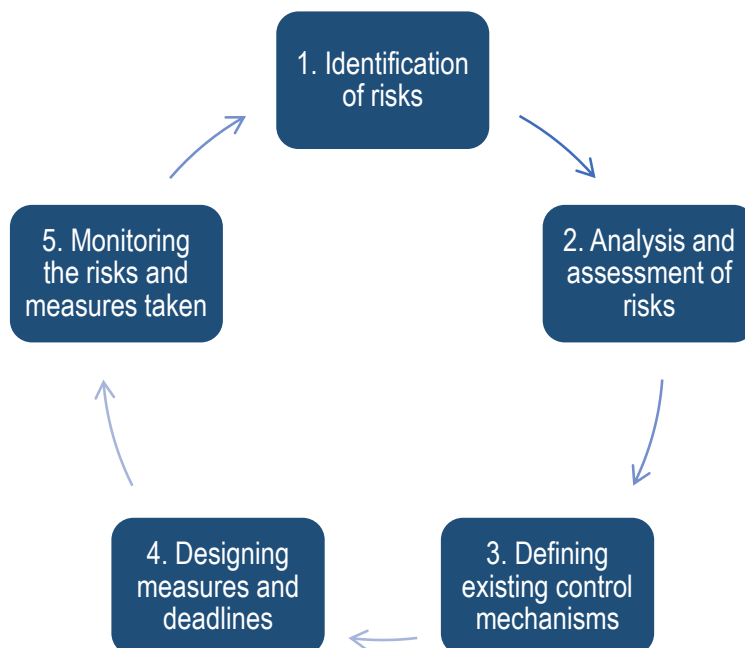 1. Identification
of risks
2. Analysis and
assessment of
risks
3. Defining
existing control
mechanisms
4. Designing
measures and
deadlines
5. Monitoring
the risks and
measures taken